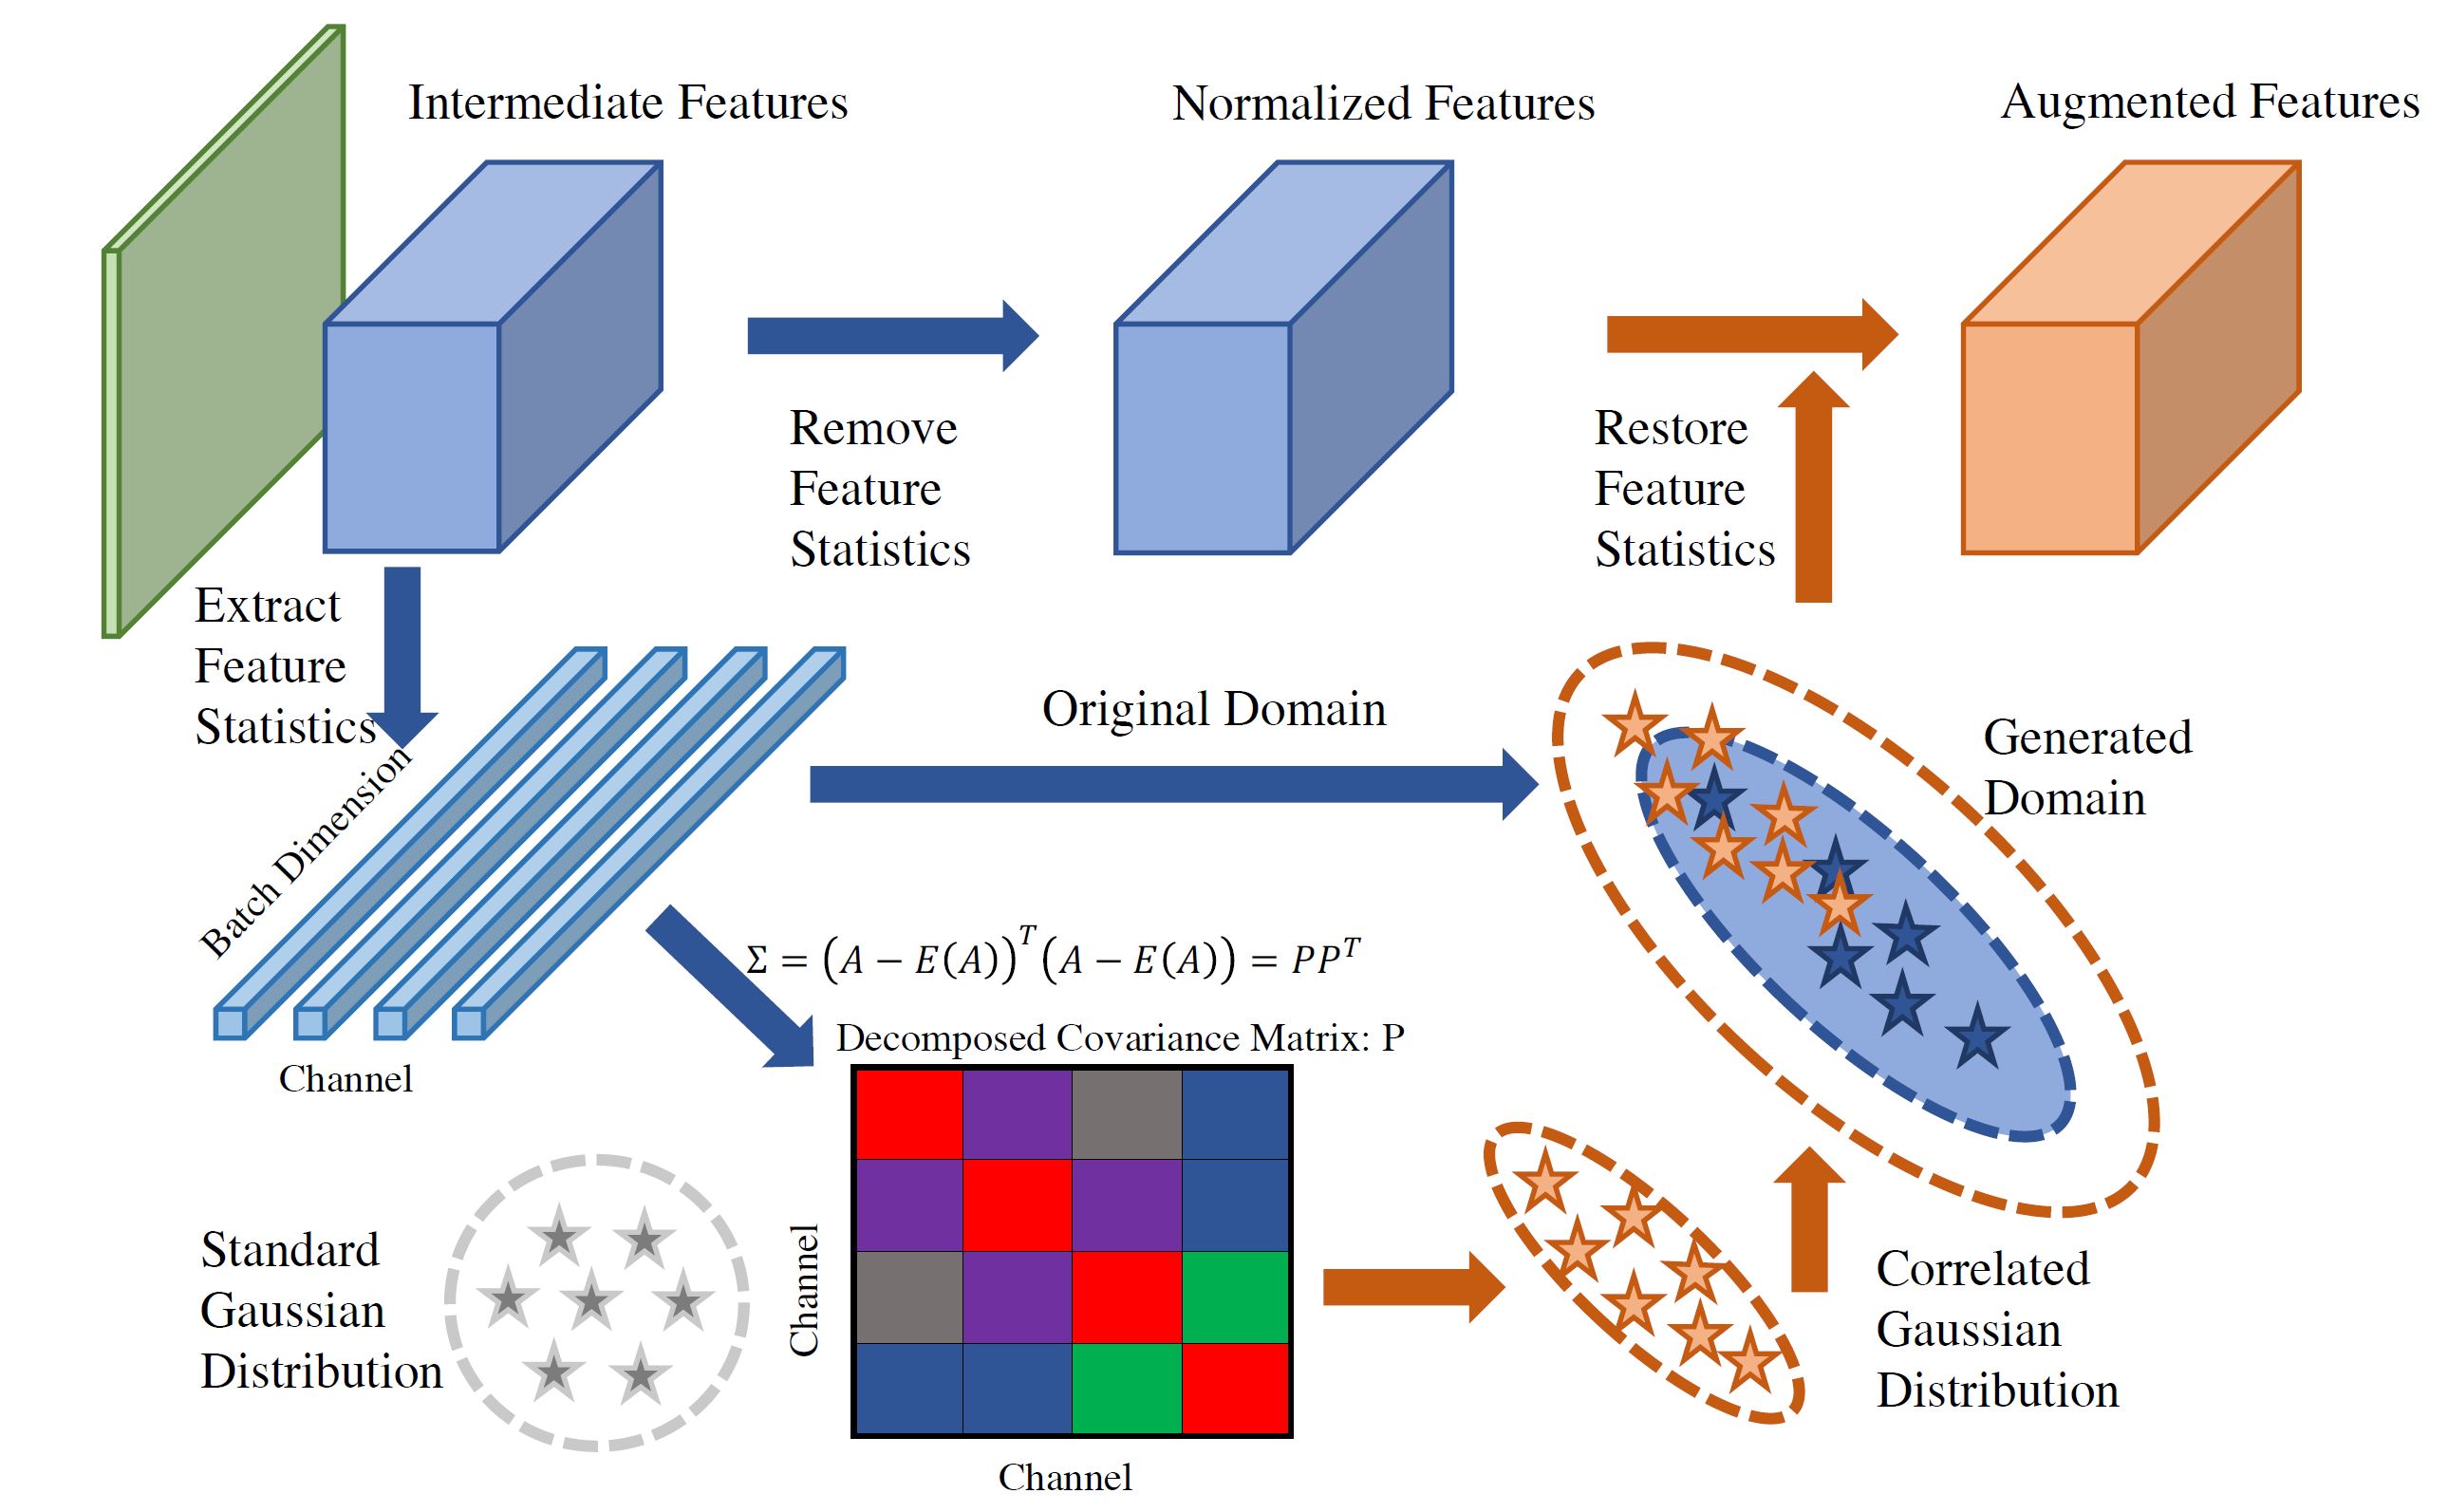 Intermediate Features
Normalized Features
Augmented Features
Remove
Feature
Statistics
Restore
Feature
Statistics
Extract
Feature
Statistics
Original Domain
Generated
Domain
Batch Dimension
Σ = (A − E(A))^T (A − E(A)) = PP^T
Decomposed Covariance Matrix: P
Channel
Standard
Gaussian
Distribution
Channel
Correlated
Gaussian
Distribution
Channel